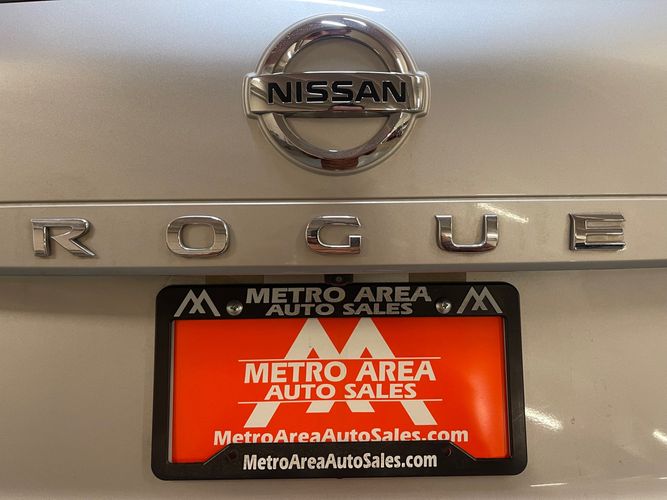 NISSAN
ROGUE
METRO AREA
AUTO SALES
METRO AREA
AUTO SALES
MetroAreaAutoSales.com
MetroAreaAutoSales.com